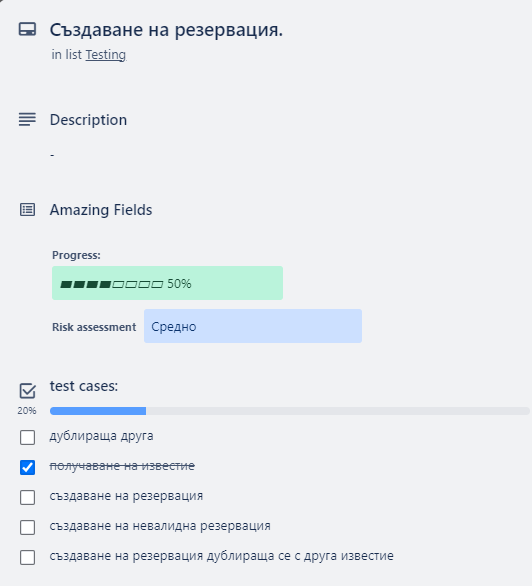 Създаване на резервация.
in list Testing
Description
-
Amazing Fields
Progress:
▰▰▰▰▱▱▱▱ 50%
Risk assessment Средно
test cases:
20%
дублираща друга
получаване на известие
създаване на резервация
създаване на невалидна резервация
създаване на резервация дублираща се с друга известие